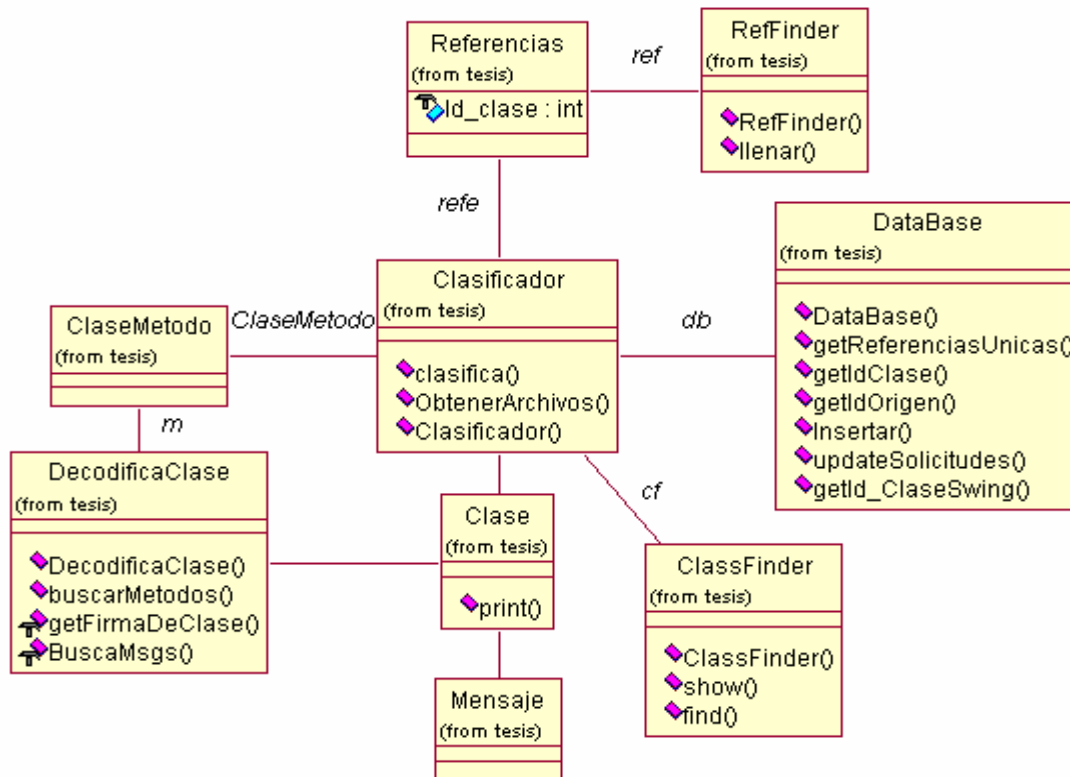 Referencias
(from tesis)
Id_clase : int
ref
RefFinder
(from tesis)
RefFinder()
llenar()
refe
DataBase
(from tesis)
DataBase()
getReferenciasUnicas()
getIdClase()
getIdOrigen()
Insertar()
updateSolicitudes()
getId_ClaseSwing()
Clasificador
(from tesis)
clasifica()
ObtenerArchivos()
Clasificador()
db
ClaseMetodo
ClaseMetodo
(from tesis)
m
DecodificaClase
(from tesis)
DecodificaClase()
buscarMetodos()
getFirmaDeClase()
BuscaMsgs()
Clase
(from tesis)
print()
cf
ClassFinder
(from tesis)
ClassFinder()
show()
find()
Mensaje
(from tesis)